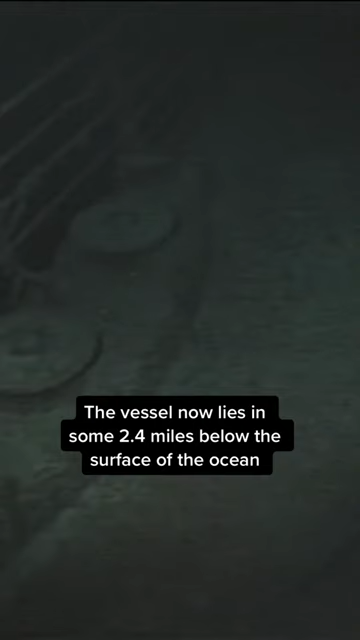 The vessel now lies in
some 2.4 miles below the
surface of the ocean